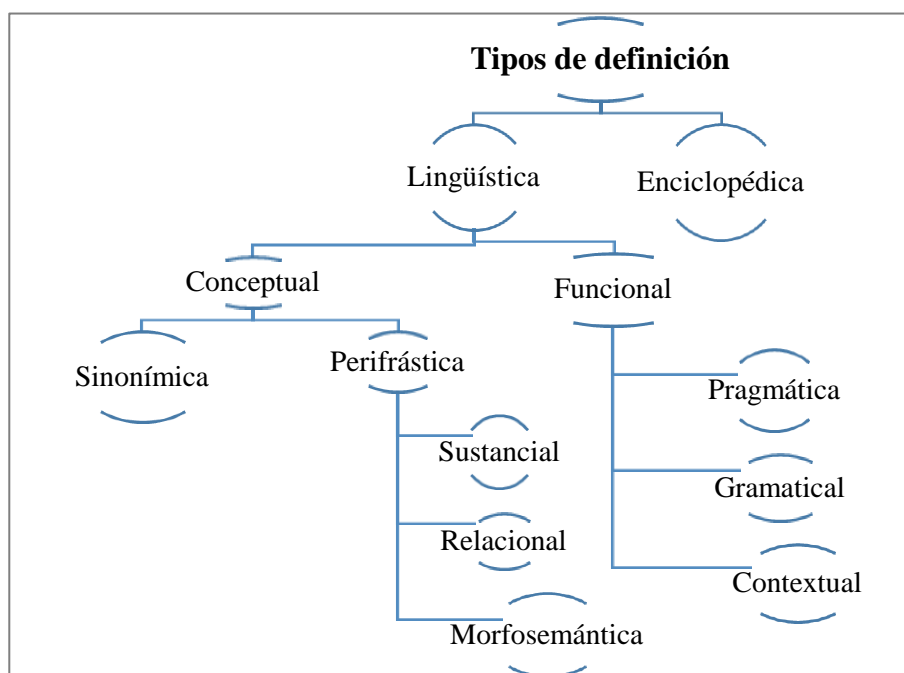 Tipos de definición
Lingüística
Enciclopédica
Conceptual
Funcional
Sinonímica
Perifrástica
Pragmática
Sustancial
Gramatical
Relacional
Contextual
Morfosemántica